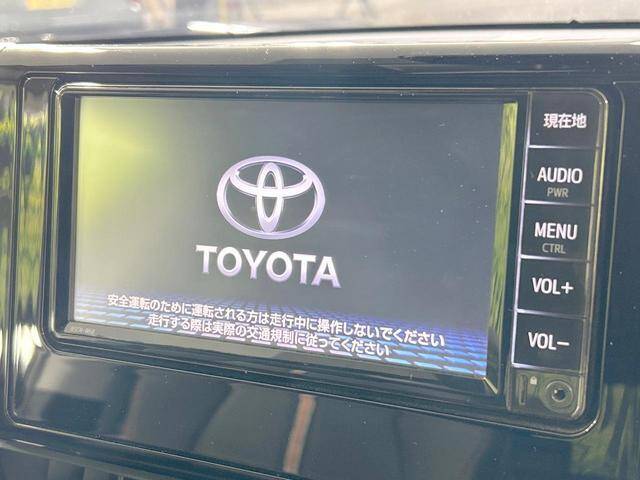 TOYOTA
安全運転のために運転される方は走行中に操作しないでください
走行する際は実際の交通規制に従ってください
現在地
AUDIO
PWR
MENU
CTRL
VOL+
VOL-